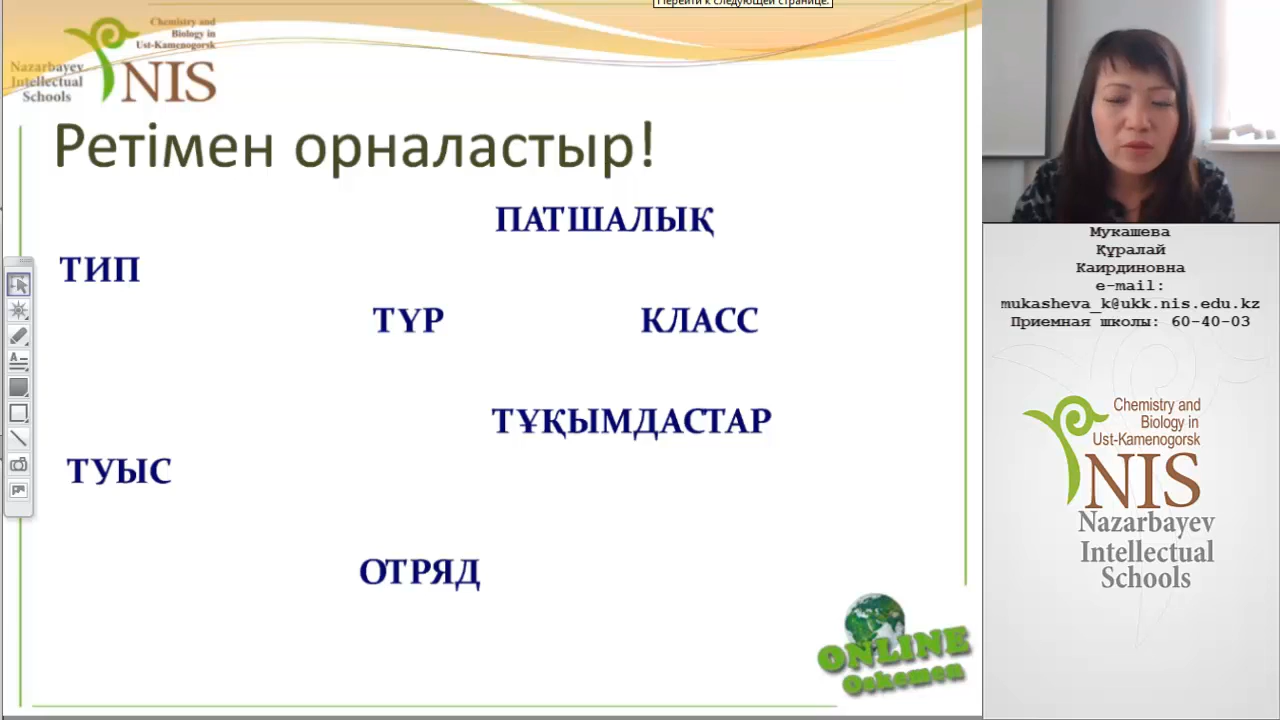 Перейти к следующей странице.
Chemistry and
Biology in
Ust-Kamenogorsk
Nazarbayev
Intellectual
Schools
NIS
Ретімен орналастыр!
ПАТШАЛЫҚ
ТИП
ТҮР
КЛАСС
ТҰҚЫМДАСТАР
ТУЫС
ОТРЯД
ONLINE
Oskemen
Мукашева
Құралай
Каирдиновна
e-mail:
mukasheva_k@ukk.nis.edu.kz
Приемная школы: 60-40-03
Chemistry and
Biology in
Ust-Kamenogorsk
NIS
Nazarbayev
Intellectual
Schools